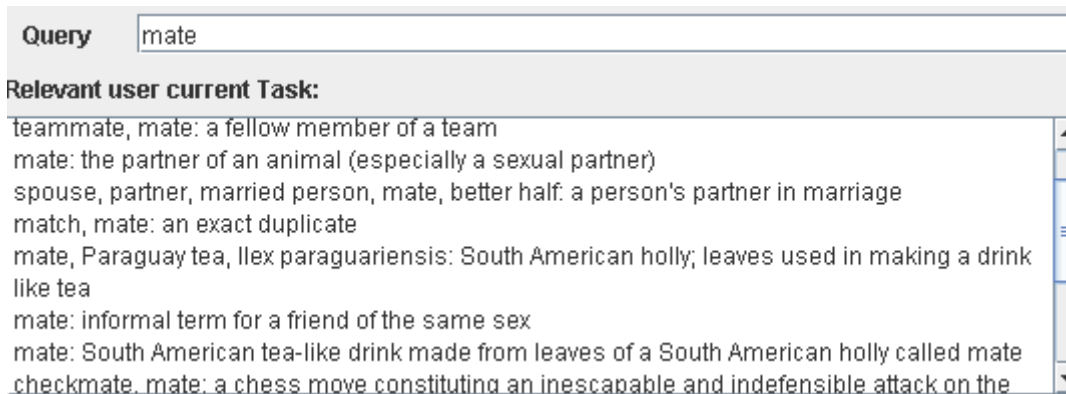 Query mate
Relevant user current Task:
teammate, mate: a fellow member of a team
mate: the partner of an animal (especially a sexual partner)
spouse, partner, married person, mate, better half: a person's partner in marriage
match, mate: an exact duplicate
mate, Paraguay tea, Ilex paraguariensis: South American holly; leaves used in making a drink
like tea
mate: informal term for a friend of the same sex
mate: South American tea-like drink made from leaves of a South American holly called mate
checkmate, mate: a chess move constituting an inescapable and indefensible attack on the